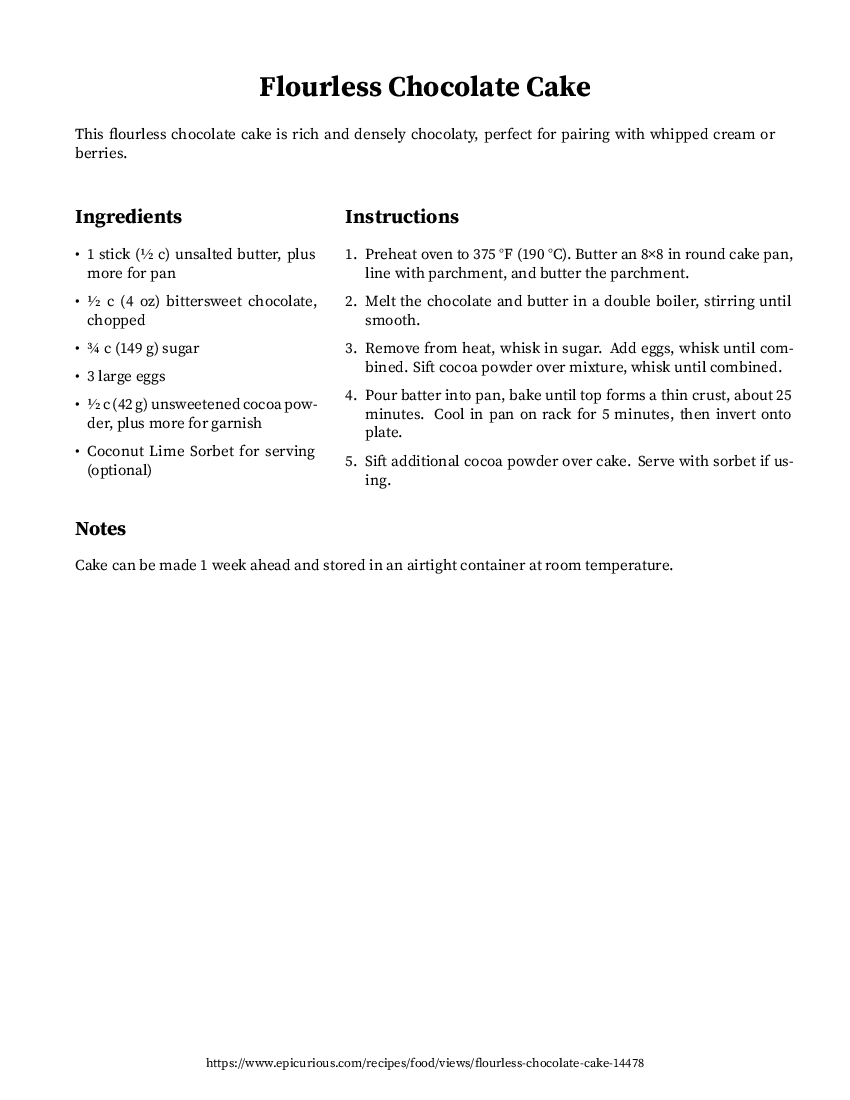 Flourless Chocolate Cake
This flourless chocolate cake is rich and densely chocolaty, perfect for pairing with whipped cream or
berries.
Ingredients
• 1 stick (½ c) unsalted butter, plus
more for pan
• ½ c (4 oz) bittersweet chocolate,
chopped
• ¾ c (149 g) sugar
• 3 large eggs
• ½ c (42 g) unsweetened cocoa pow-
der, plus more for garnish
• Coconut Lime Sorbet for serving
(optional)
Instructions
1. Preheat oven to 375 °F (190 °C). Butter an 8×8 in round cake pan,
line with parchment, and butter the parchment.
2. Melt the chocolate and butter in a double boiler, stirring until
smooth.
3. Remove from heat, whisk in sugar. Add eggs, whisk until com-
bined. Sift cocoa powder over mixture, whisk until combined.
4. Pour batter into pan, bake until top forms a thin crust, about 25
minutes. Cool in pan on rack for 5 minutes, then invert onto
plate.
5. Sift additional cocoa powder over cake. Serve with sorbet if us-
ing.
Notes
Cake can be made 1 week ahead and stored in an airtight container at room temperature.
https://www.epicurious.com/recipes/food/views/flourless-chocolate-cake-14478